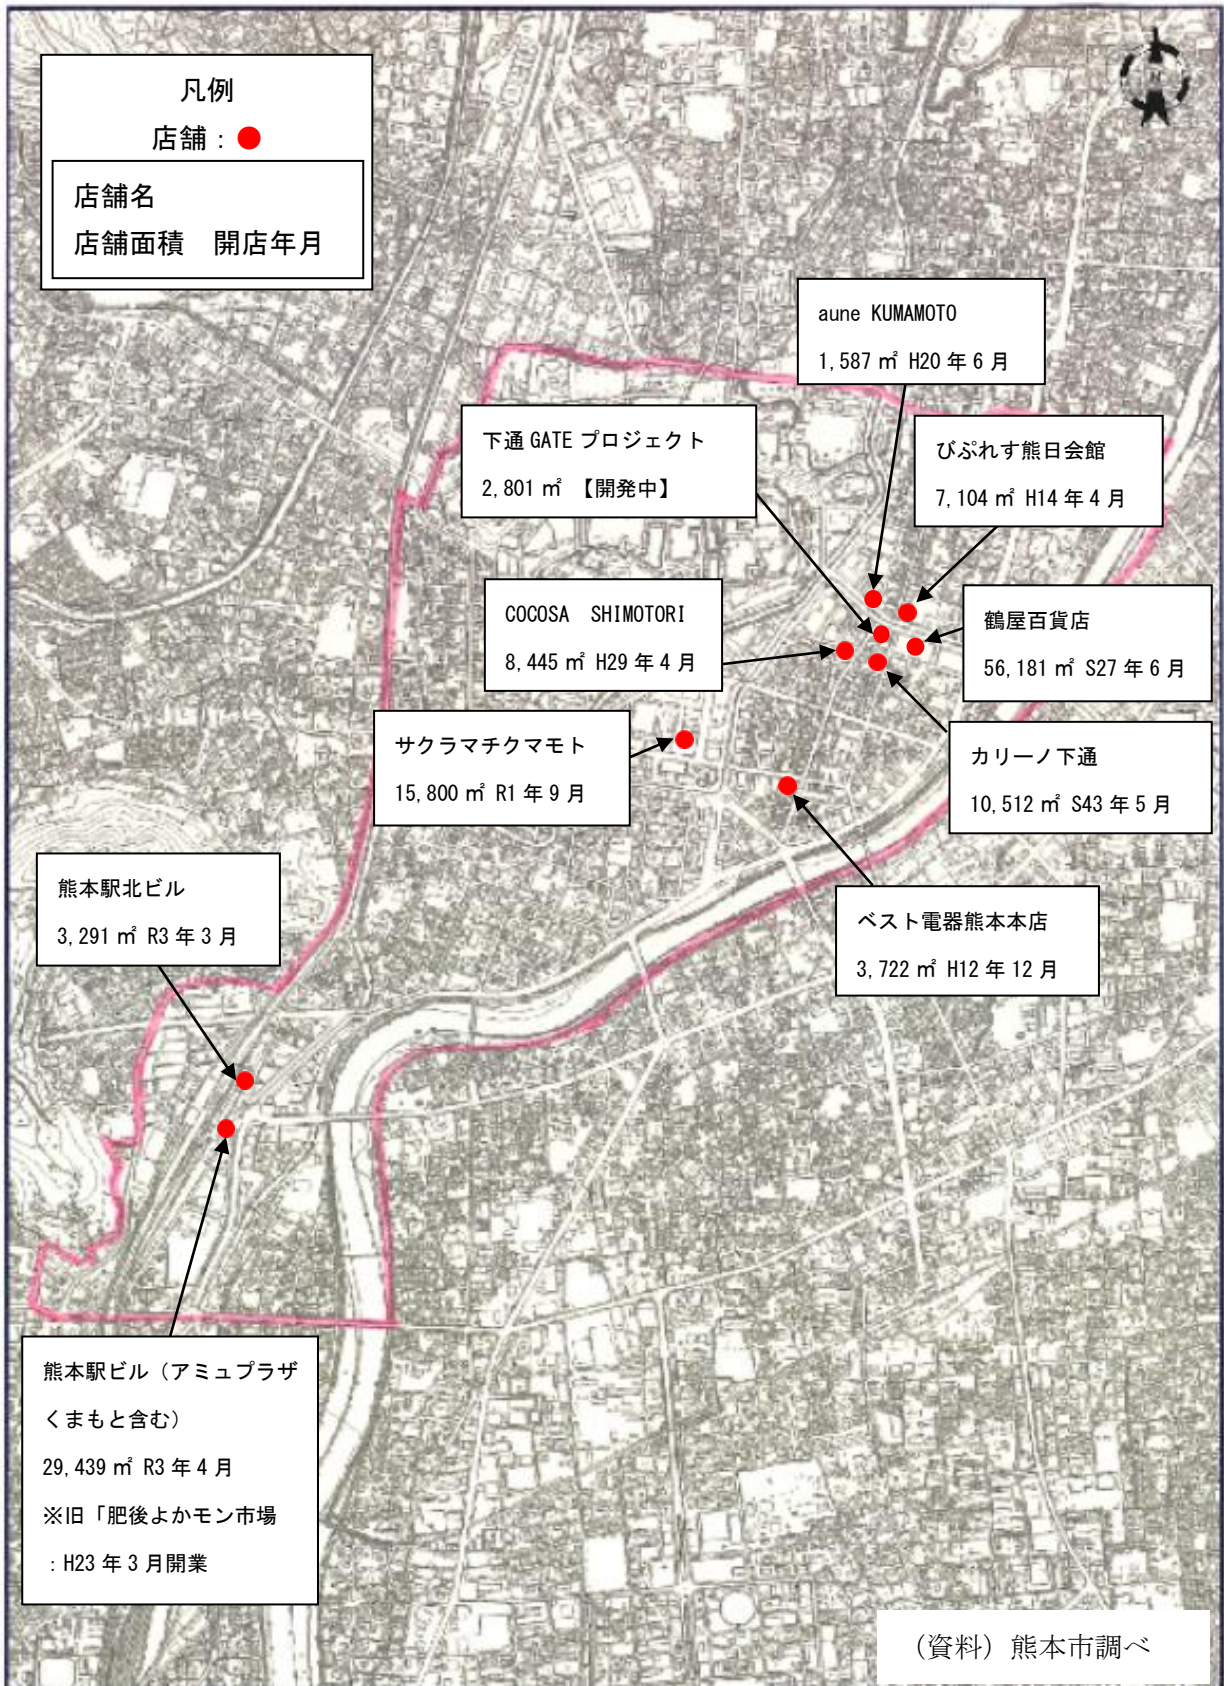 凡例
店舗：
店舗名
店舗面積　開店年月
aune KUMAMOTO
1,587 ㎡ H20 年 6 月
下通 GATE プロジェクト
2,801 ㎡ 【開発中】
びぷれす熊日会館
7,104 ㎡ H14 年 4 月
COCOSA　SHIMOTORI
8,445 ㎡ H29 年 4 月
鶴屋百貨店
56,181 ㎡ S27 年 6 月
サクラマチクマモト
15,800 ㎡ R1 年 9 月
カリーノ下通
10,512 ㎡ S43 年 5 月
熊本駅北ビル
3,291 ㎡ R3 年 3 月
ベスト電器熊本本店
3,722 ㎡ H12 年 12 月
熊本駅ビル（アミュプラザ
くまもと含む）
29,439 ㎡ R3 年 4 月
※旧「肥後よかモン市場
：H23 年 3 月開業
（資料）熊本市調べ